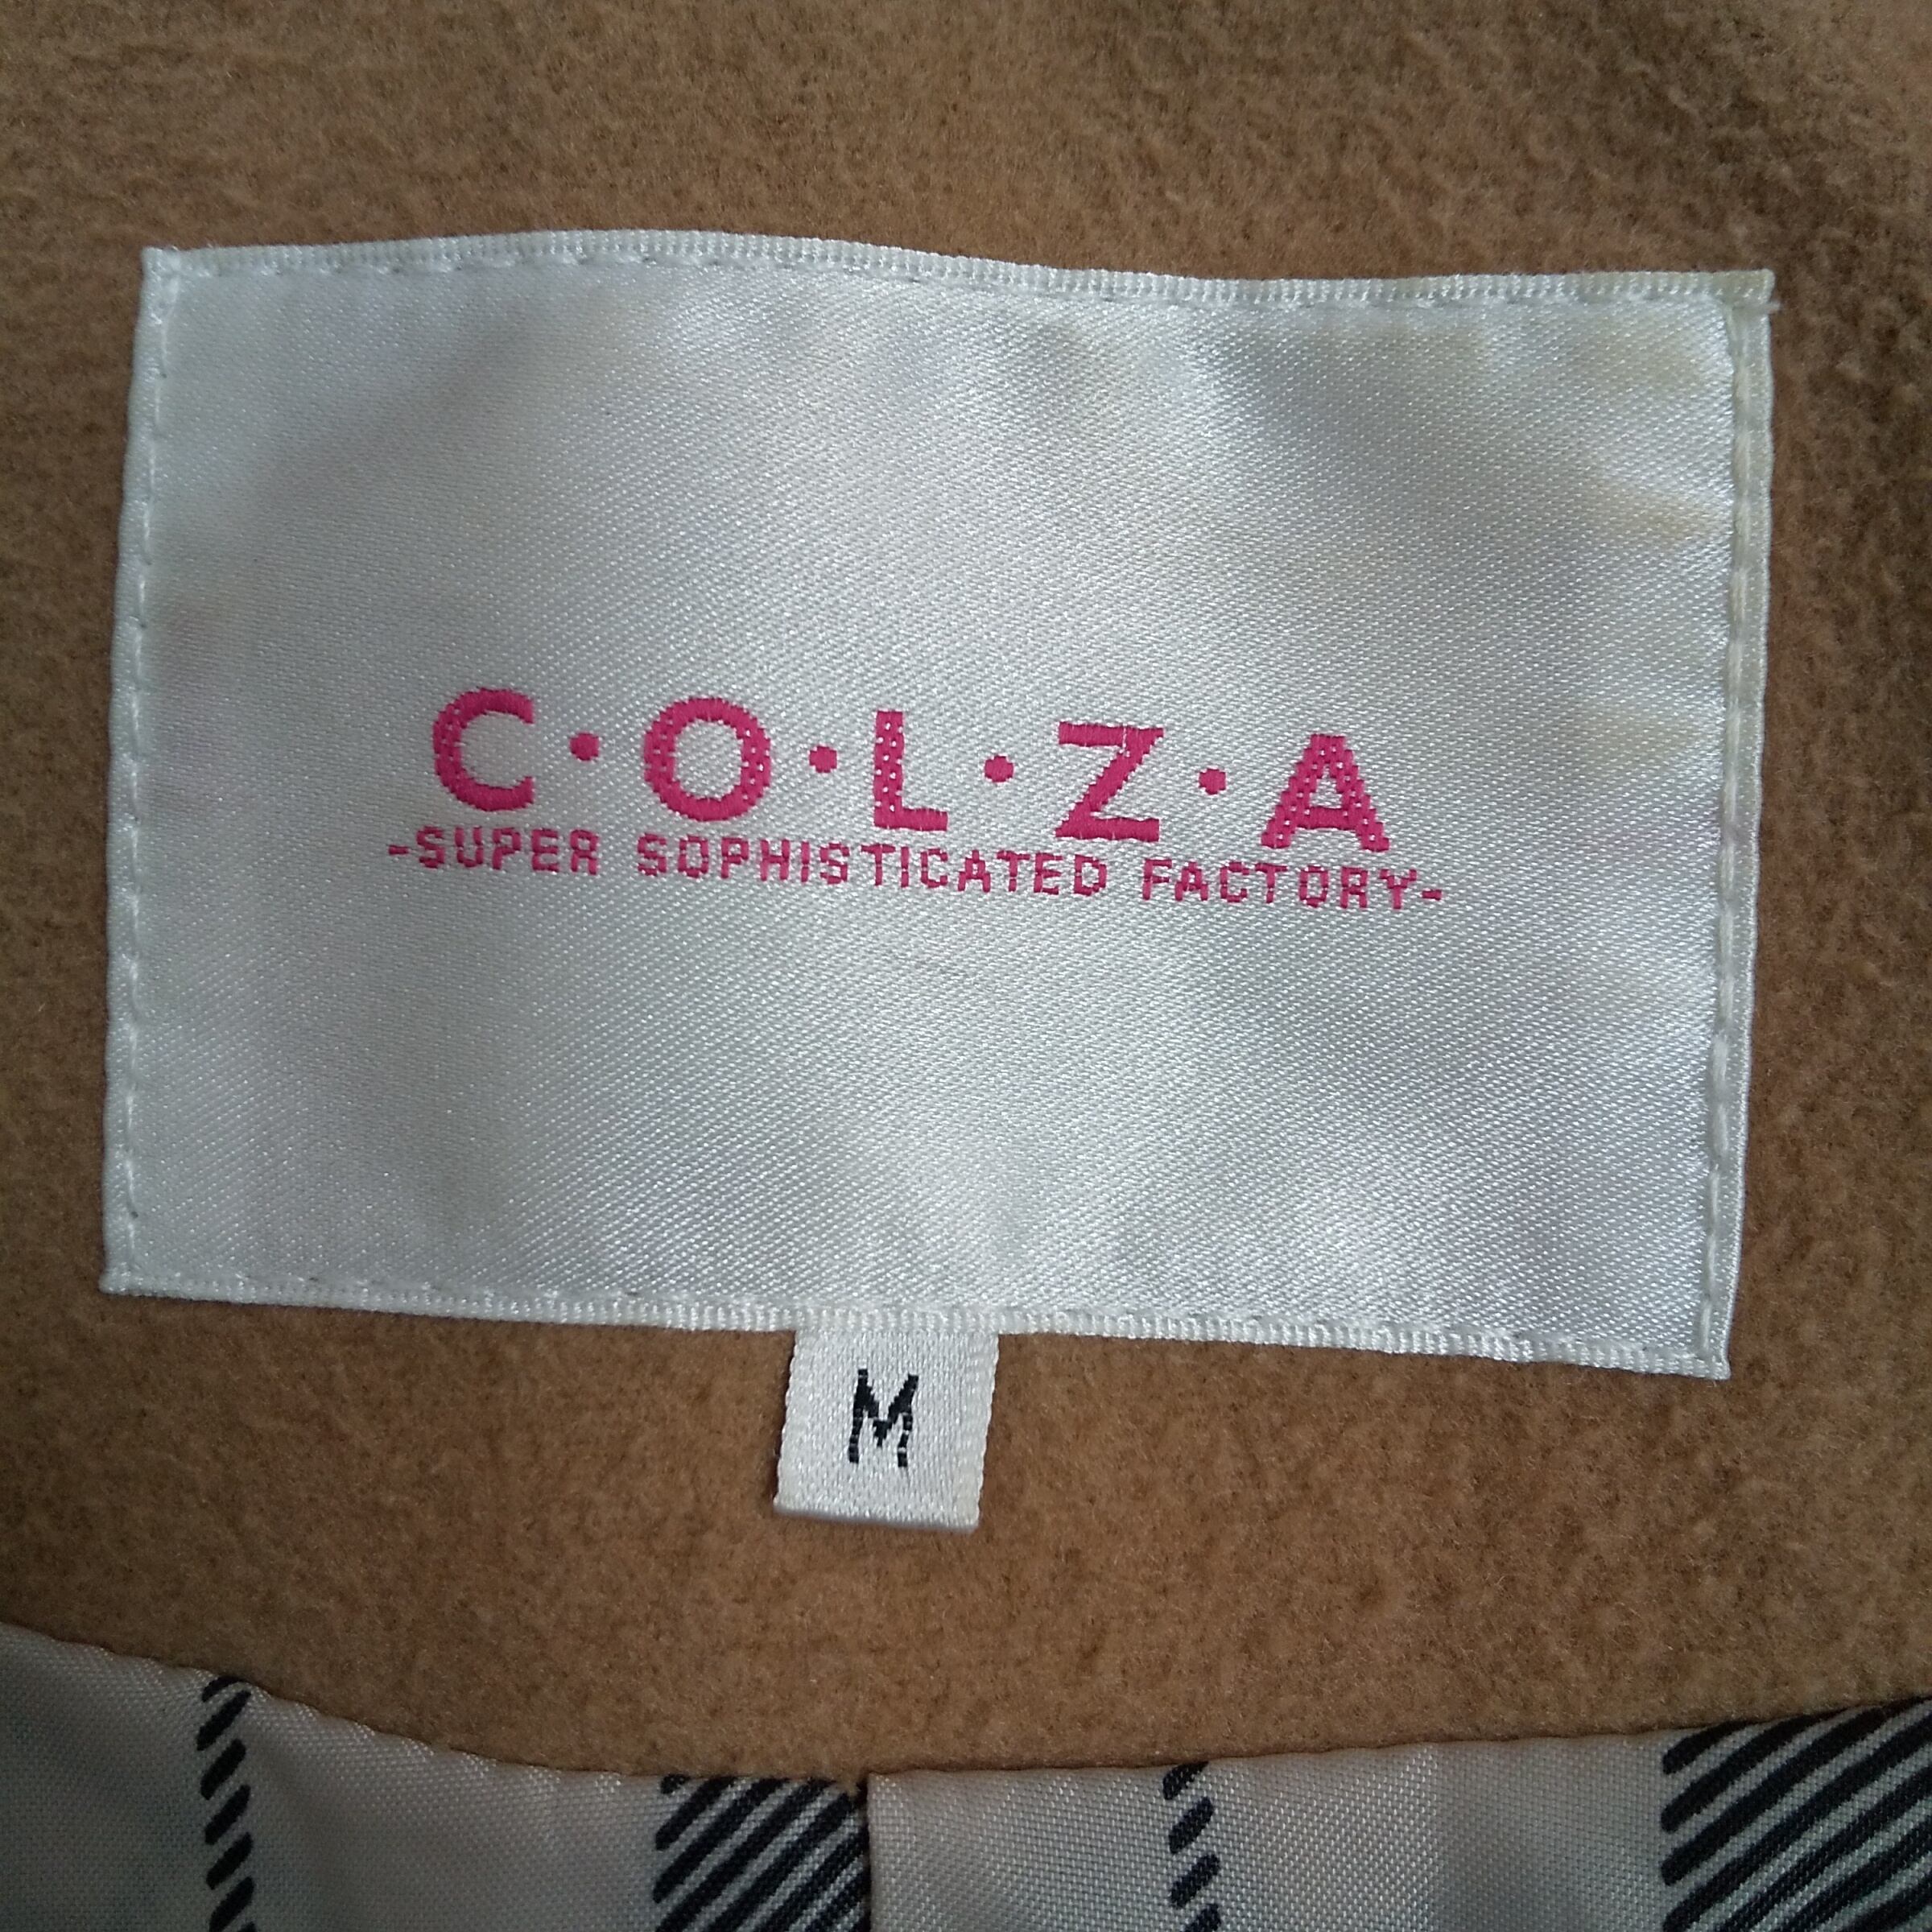 C·O·L·Z·A
-SUPER SOPHISTICATED FACTORY-
M